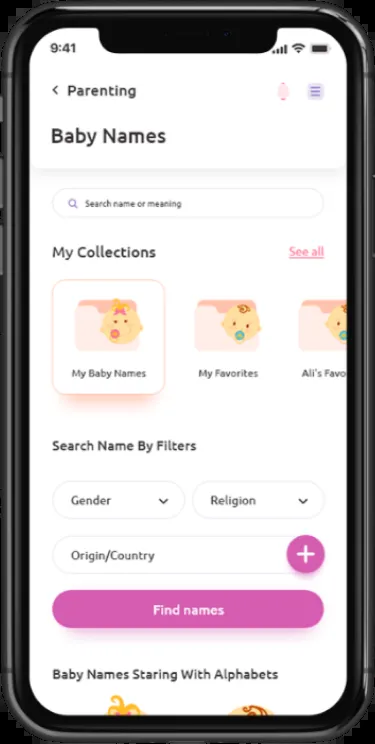 9:41
Parenting
Baby Names
Search name or meaning
My Collections See all
My Baby Names My Favorites Ali's Favo
Search Name By Filters
Gender Religion
Origin/Country
Find names
Baby Names Staring With Alphabets